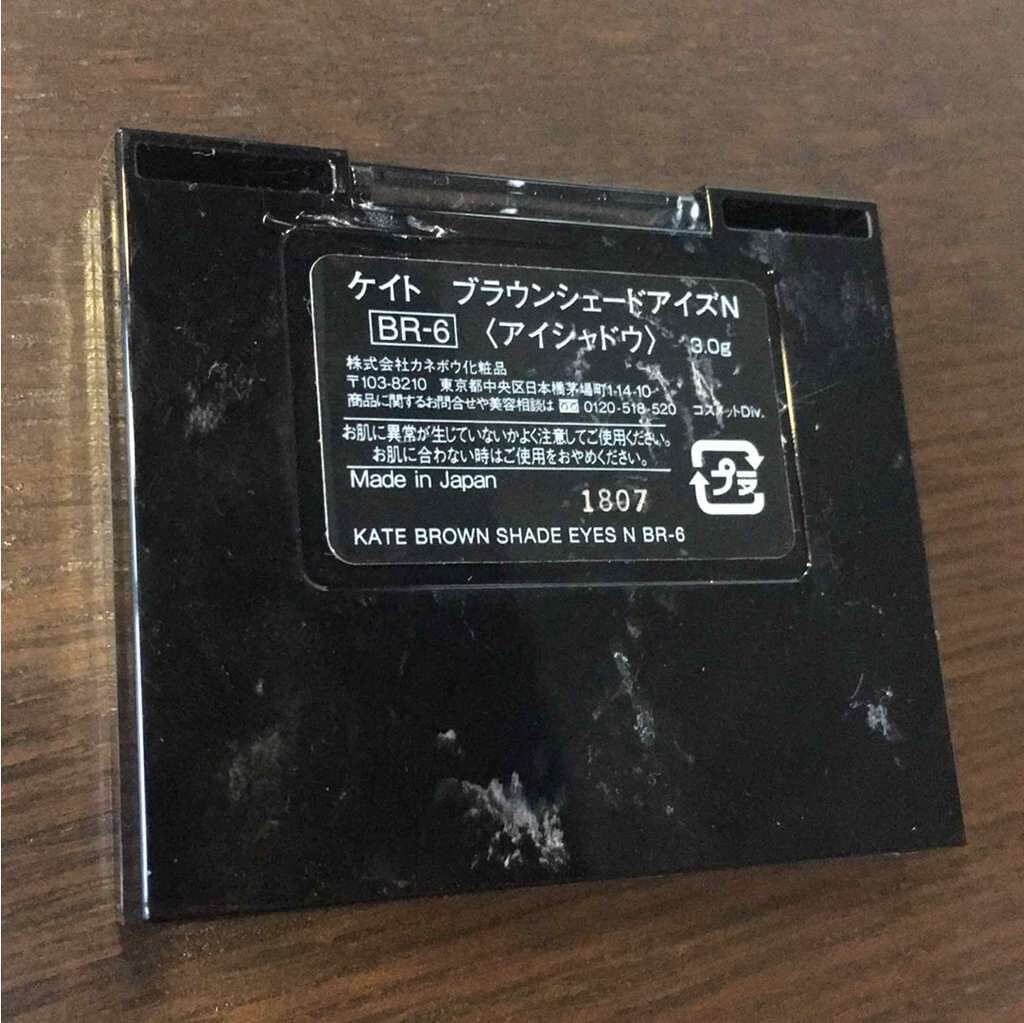 ケイト ブラウンシェードアイズN
BR-6 〈アイシャドウ〉 3.0g
株式会社カネボウ化粧品
〒103-8210 東京都中央区日本橋茅場町1-14-10
商品に関するお問合せや美容相談は 0120-518-520 コスメットDiv.
お肌に異常が生じていないかよく注意してご使用ください。
お肌に合わない時はご使用をおやめください。
Made in Japan
プラ
1807
KATE BROWN SHADE EYES N BR-6